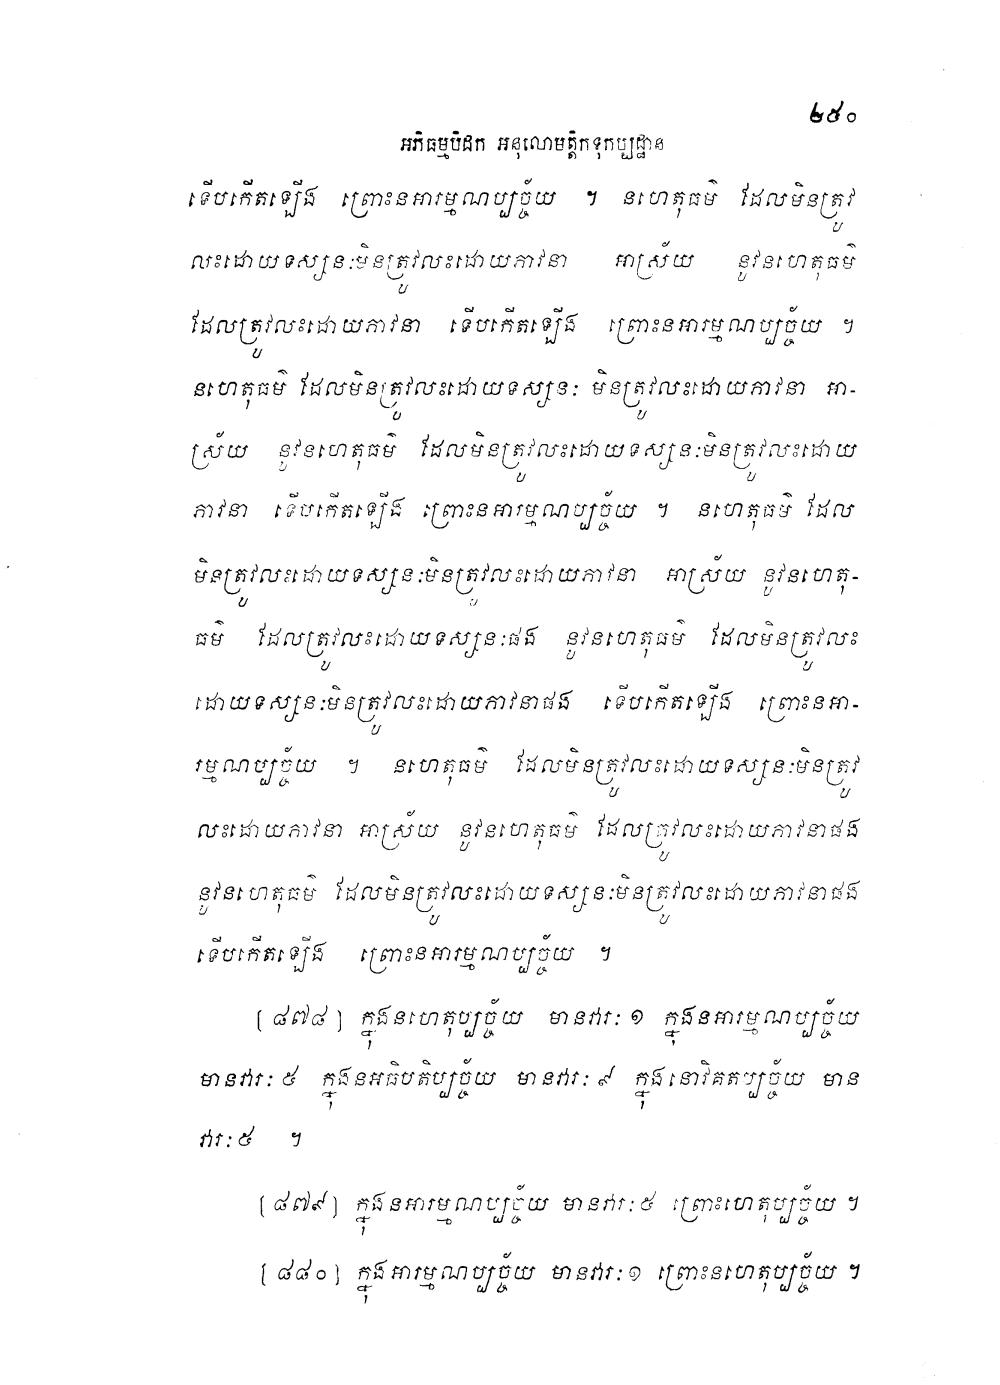 ២៥០
អភិធម្មបិដក អនុលោមត្តិកទុកប្បដ្ឋាន
ទើបកើតឡើង ព្រោះនអារម្មណប្បច្ច័យ ។ នហេតុធម៌ ដែលមិនត្រូវ
លះដោយទស្សនៈមិនត្រូវលះដោយភាវនា អាស្រ័យ នូវនហេតុធម៌
ដែលត្រូវលះដោយភាវនា ទើបកើតឡើង ព្រោះនអារម្មណប្បច្ច័យ ។
នហេតុធម៌ ដែលមិនត្រូវលះដោយទស្សនៈ មិនត្រូវលះដោយភាវនា អា-
ស្រ័យ នូវនហេតុធម៌ ដែលមិនត្រូវលះដោយទស្សនៈមិនត្រូវលះដោយ
ភាវនា ទើបកើតឡើង ព្រោះនអារម្មណប្បច្ច័យ ។ នហេតុធម៌ ដែល
មិនត្រូវលះដោយទស្សនៈមិនត្រូវលះដោយភាវនា អាស្រ័យ នូវនហេតុ-
ធម៌ ដែលត្រូវលះដោយទស្សនៈផង នូវនហេតុធម៌ ដែលមិនត្រូវលះ
ដោយទស្សនៈមិនត្រូវលះដោយភាវនាផង ទើបកើតឡើង ព្រោះនអា-
រម្មណប្បច្ច័យ ។ នហេតុធម៌ ដែលមិនត្រូវលះដោយទស្សនៈមិនត្រូវ
លះដោយភាវនា អាស្រ័យ នូវនហេតុធម៌ ដែលត្រូវលះដោយភាវនាផង
នូវនហេតុធម៌ ដែលមិនត្រូវលះដោយទស្សនៈមិនត្រូវលះដោយភាវនាផង
ទើបកើតឡើង ព្រោះនអារម្មណប្បច្ច័យ ។
[៨៧៨] ក្នុងនហេតុប្បច្ច័យ មានវារៈ ១ ក្នុងនអារម្មណប្បច្ច័យ
មានវារៈ ៥ ក្នុងនអធិបតិប្បច្ច័យ មានវារៈ ៩ ក្នុងនោវិគតប្បច្ច័យ មាន
វារៈ ៥ ។
[៨៧៩] ក្នុងនអារម្មណប្បច្ច័យ មានវារៈ ៥ ព្រោះហេតុប្បច្ច័យ ។
[៨៨០] ក្នុងអារម្មណប្បច្ច័យ មានវារៈ ១ ព្រោះនហេតុប្បច្ច័យ ។